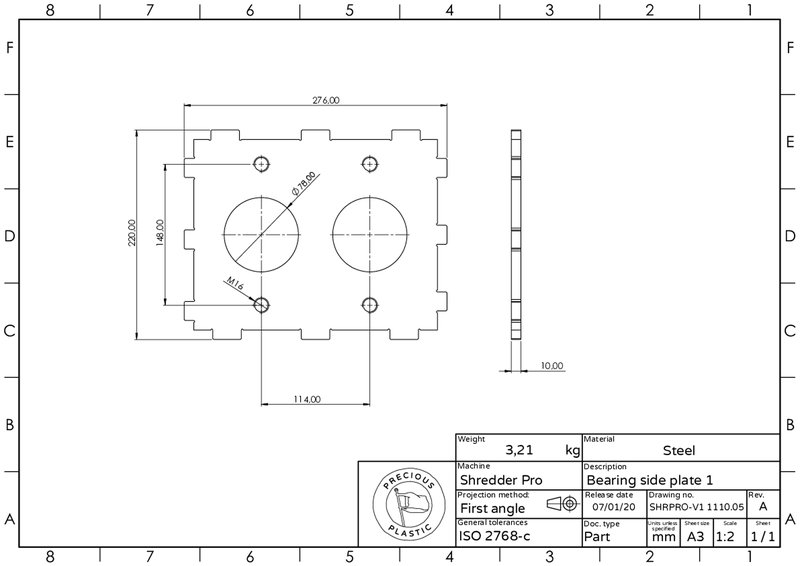 8 7 6 5 4 3 2 1
F F
E E
D D
C C
B B
A A
276,00
220,00
148,00
Ø78,00
M16
114,00
10,00
Weight
3,21 kg
Material
Steel
Machine
Shredder Pro
Description
Bearing side plate 1
Projection method:
First angle
Release date
07/01/20
Drawing no.
SHRPRO-V1 1110.05
Rev.
A
General tolerances
ISO 2768-c
Doc. type
Part
Units unless
specified
mm
Sheet size
A3
Scale
1:2
Sheet
1/1
PRECIOUS
PLASTIC
8 7 6 5 4 3 2 1